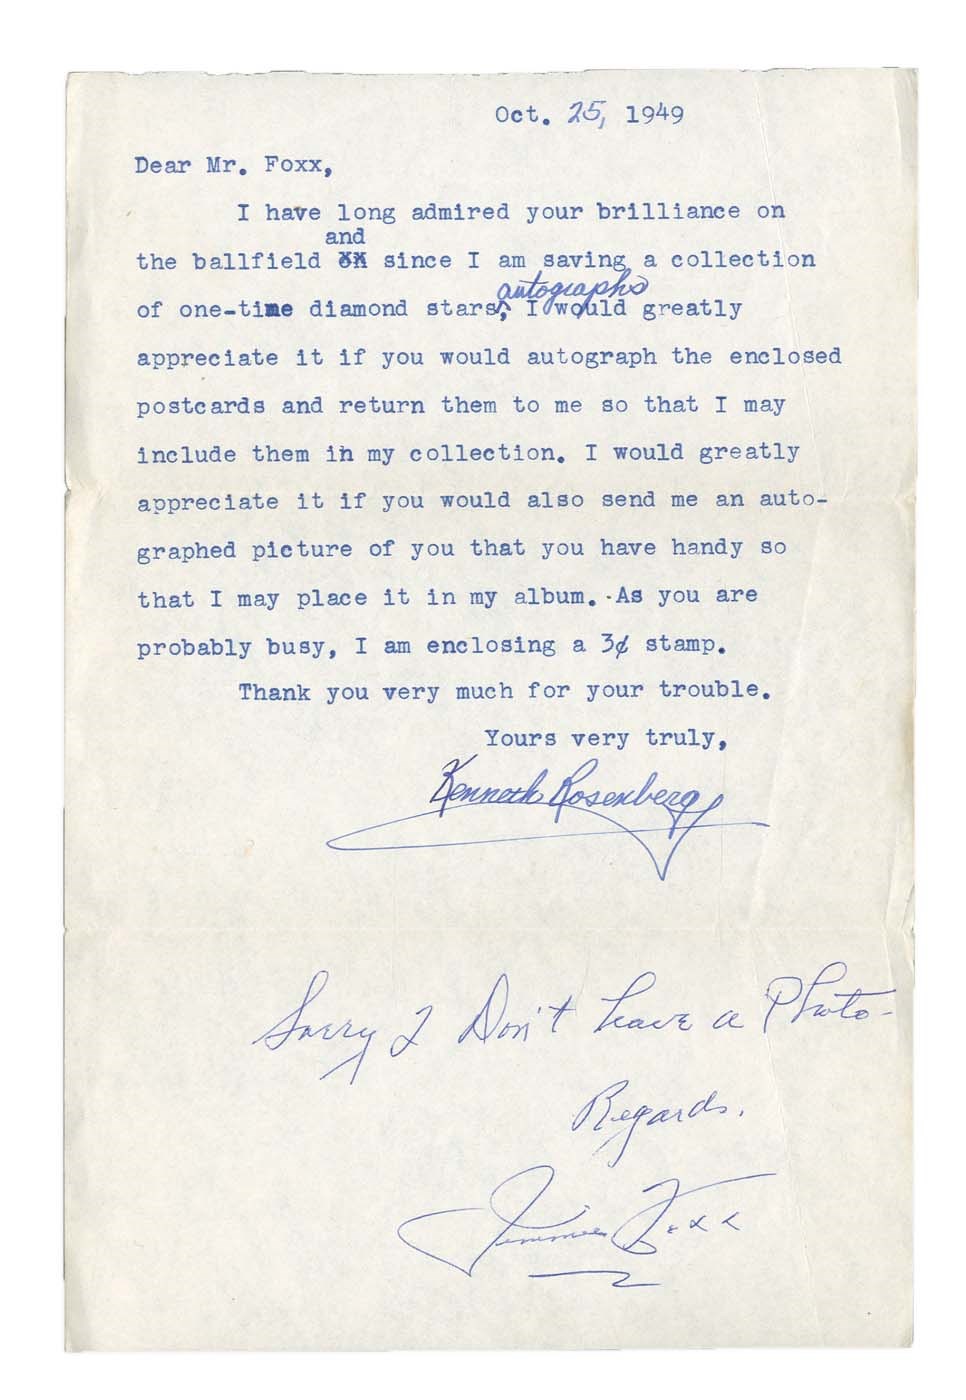 Oct. 25, 1949
Dear Mr. Foxx,
I have long admired your brilliance on
and
the ballfield since I am saving a collection
autographs
of one-time diamond stars, I would greatly
appreciate it if you would autograph the enclosed
postcards and return them to me so that I may
include them in my collection. I would greatly
appreciate it if you would also send me an auto-
graphed picture of you that you have handy so
that I may place it in my album. As you are
probably busy, I am enclosing a 3¢ stamp.
Thank you very much for your trouble.
Yours very truly,
Kenneth Rosenberg
Sorry I Don't have a Photo-
Regards.
Jimmie Foxx